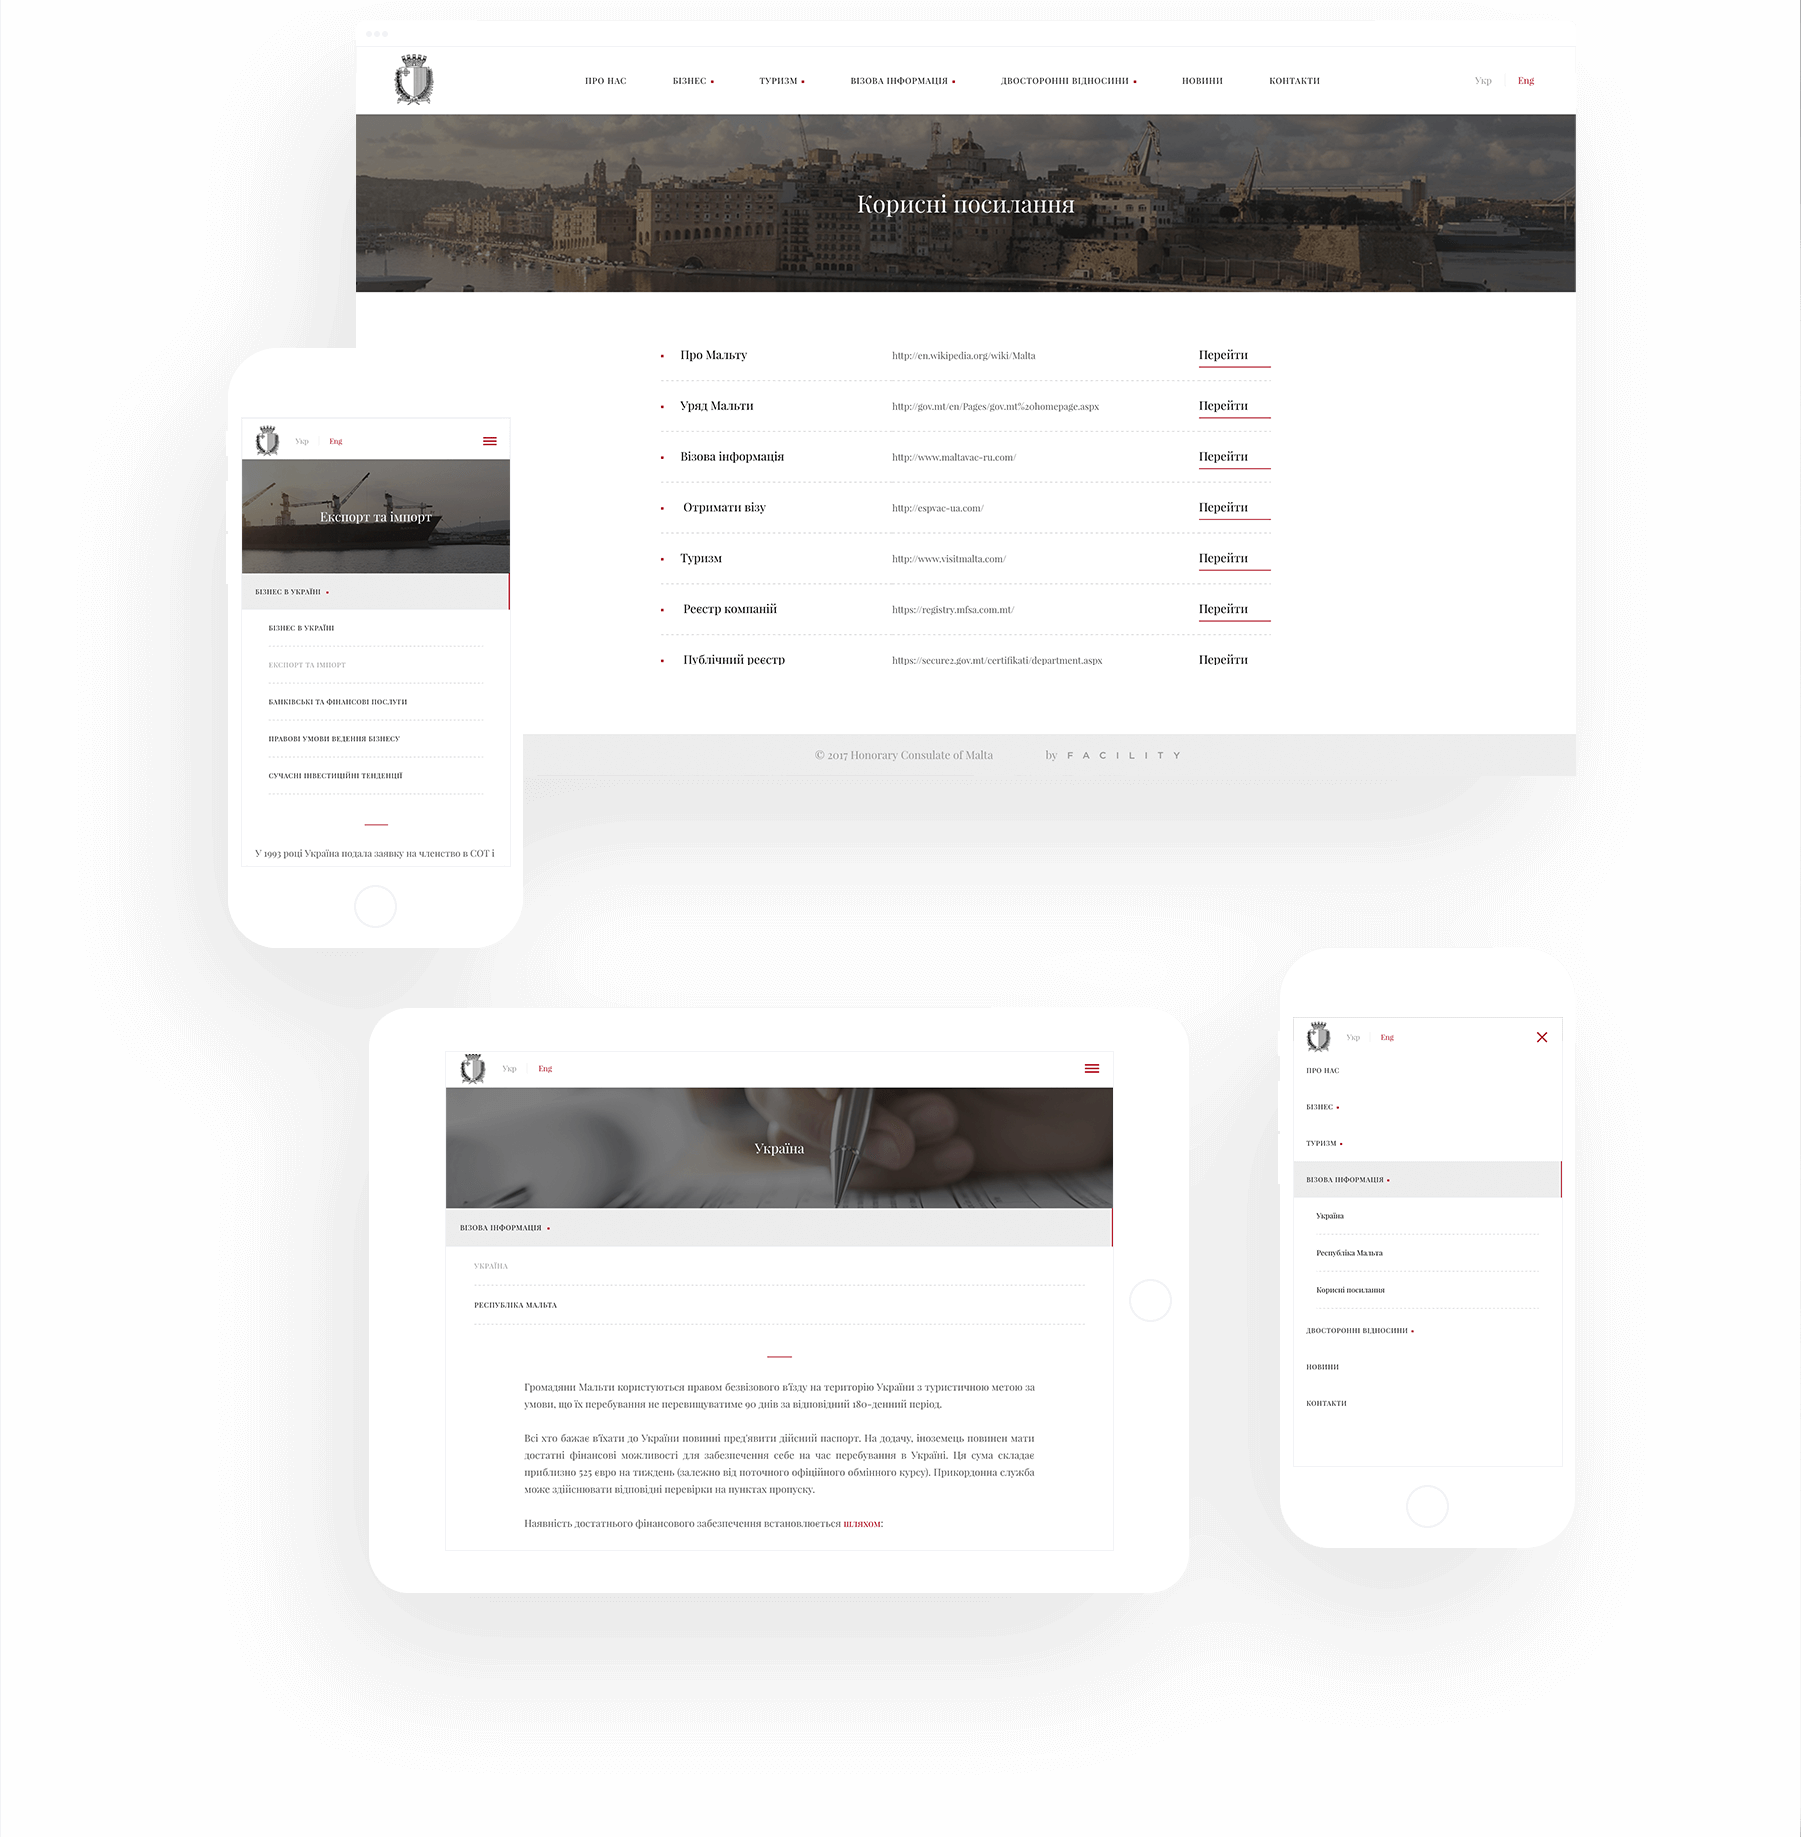 ПРО НАС БІЗНЕС ТУРИЗМ ВІЗОВА ІНФОРМАЦІЯ ДВОСТОРОННІ ВІДНОСИНИ НОВИНИ КОНТАКТИ Укр Eng
Корисні посилання
Про Мальту http://en.wikipedia.org/wiki/Malta Перейти
Уряд Мальти http://gov.mt/en/Pages/gov.mt%20homepage.aspx Перейти
Візова інформація http://www.maltavac-ru.com/ Перейти
Отримати візу http://espvac-ua.com/ Перейти
Туризм http://www.visitmalta.com/ Перейти
Реєстр компаній https://registry.mfsa.com.mt/ Перейти
Публічний реєстр https://secure2.gov.mt/certifikati/department.aspx Перейти
© 2017 Honorary Consulate of Malta by FACILITY
Укр Eng
Експорт та імпорт
БІЗНЕС В УКРАЇНІ
БІЗНЕС В УКРАЇНІ
ЕКСПОРТ ТА ІМПОРТ
БАНКІВСЬКІ ТА ФІНАНСОВІ ПОСЛУГИ
ПРАВОВІ УМОВИ ВЕДЕННЯ БІЗНЕСУ
СУЧАСНІ ІНВЕСТИЦІЙНІ ТЕНДЕНЦІЇ
У 1993 році Україна подала заявку на членство в СОТ і
Укр Eng
Україна
ВІЗОВА ІНФОРМАЦІЯ
УКРАЇНА
РЕСПУБЛІКА МАЛЬТА
Громадяни Мальти користуються правом безвізового в'їзду на територію України з туристичною метою за
умови, що їх перебування не перевищуватиме 90 днів за відповідний 180-денний період.
Всі хто бажає в'їхати до України повинні пред'явити дійсний паспорт. На додачу, іноземець повинен мати
достатні фінансові можливості для забезпечення себе на час перебування в Україні. Ця сума складає
приблизно 525 євро на тиждень (залежно від поточного офіційного обмінного курсу). Прикордонна служба
може здійснювати відповідні перевірки на пунктах пропуску.
Наявність достатнього фінансового забезпечення встановлюється шляхом:
Укр Eng
ПРО НАС
БІЗНЕС
ТУРИЗМ
ВІЗОВА ІНФОРМАЦІЯ
Україна
Республіка Мальта
Корисні посилання
ДВОСТОРОННІ ВІДНОСИНИ
НОВИНИ
КОНТАКТИ